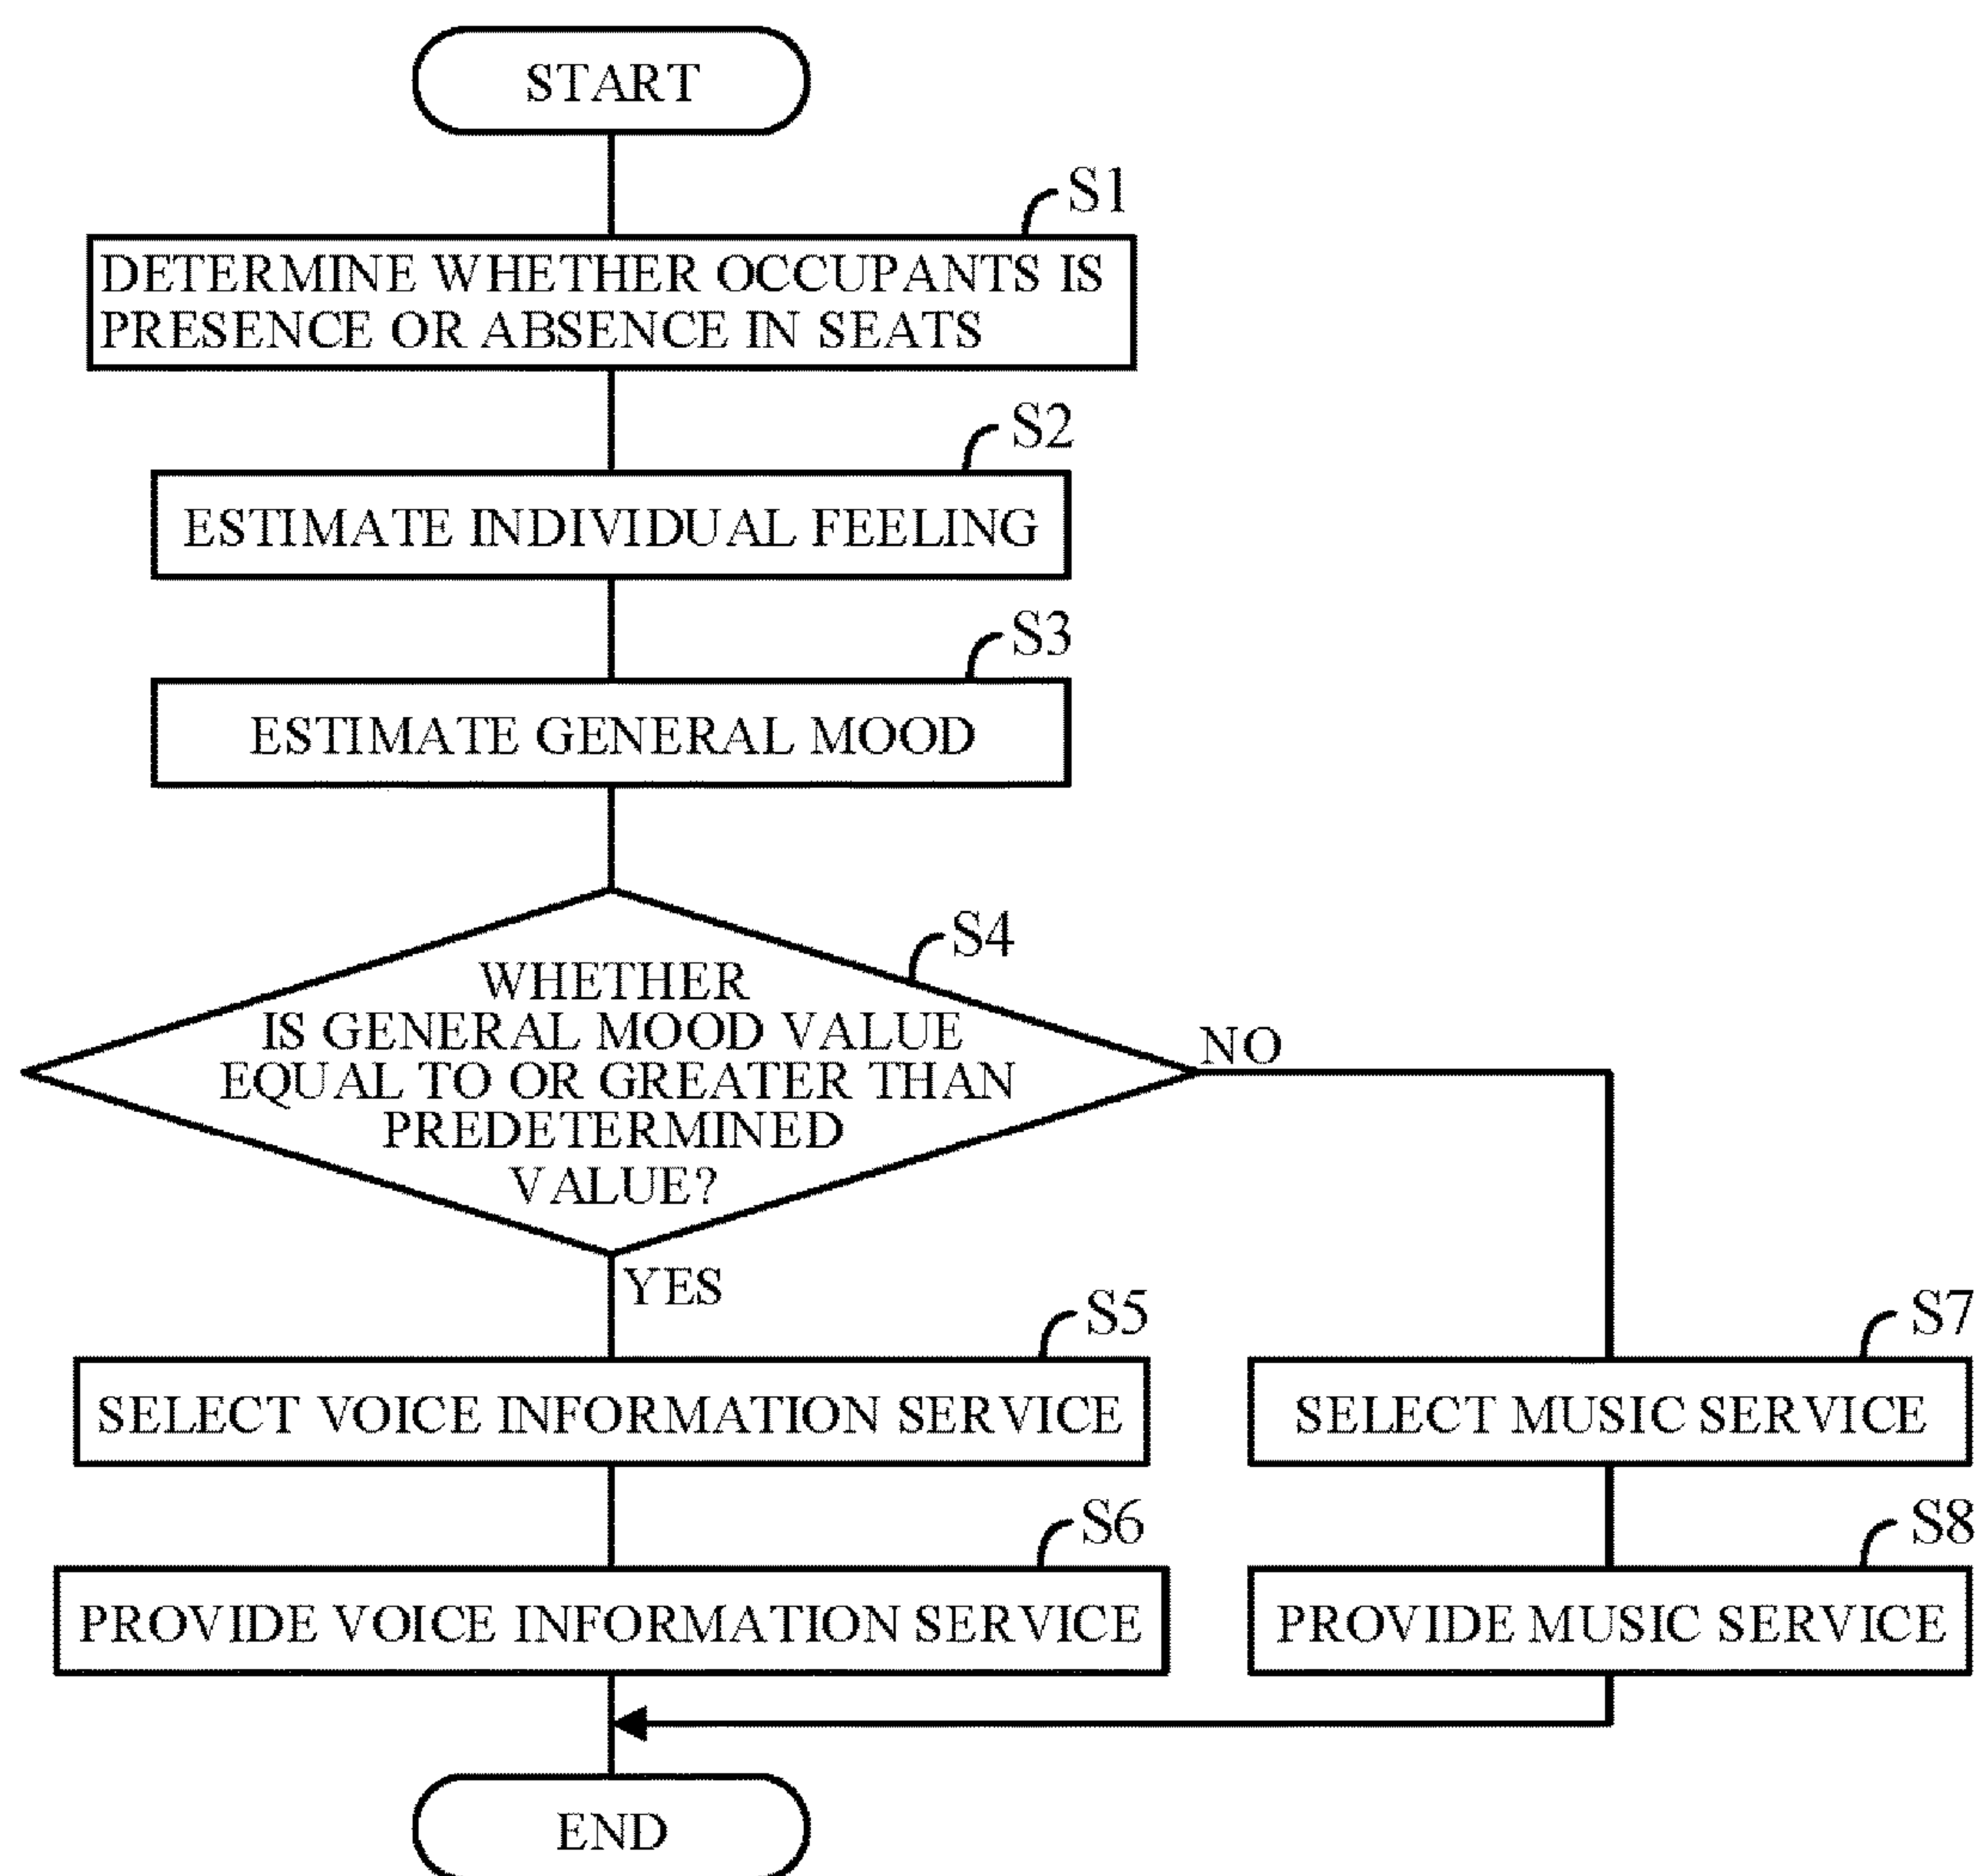 START
S1
DETERMINE WHETHER OCCUPANTS IS
PRESENCE OR ABSENCE IN SEATS
S2
ESTIMATE INDIVIDUAL FEELING
S3
ESTIMATE GENERAL MOOD
S4
WHETHER
IS GENERAL MOOD VALUE
EQUAL TO OR GREATER THAN
PREDETERMINED
VALUE?
NO
YES
S5
SELECT VOICE INFORMATION SERVICE
S6
PROVIDE VOICE INFORMATION SERVICE
S7
SELECT MUSIC SERVICE
S8
PROVIDE MUSIC SERVICE
END